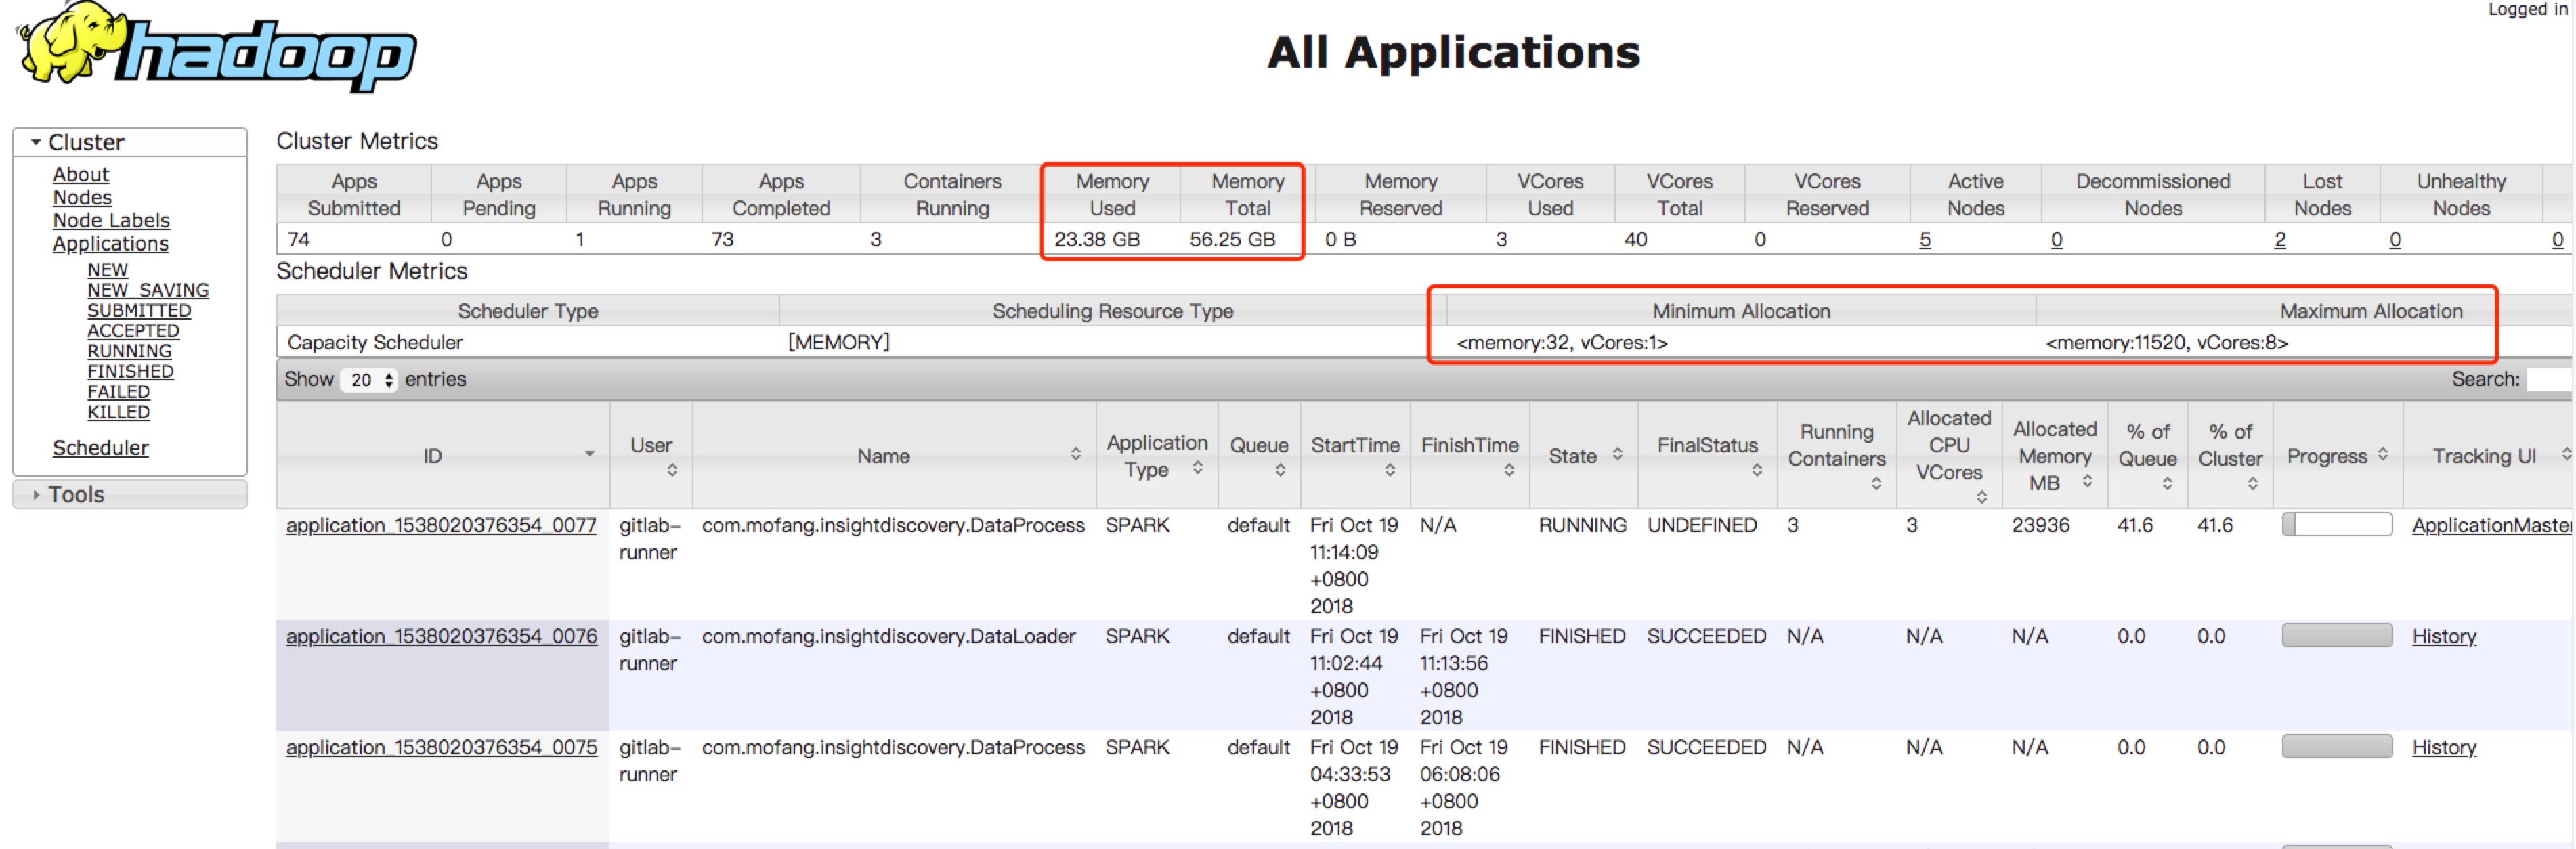 hadoop
Logged in
All Applications
Cluster
About
Nodes
Node Labels
Applications
NEW
NEW_SAVING
SUBMITTED
ACCEPTED
RUNNING
FINISHED
FAILED
KILLED
Scheduler
Tools
Cluster Metrics
Apps Submitted Apps Pending Apps Running Apps Completed Containers Running Memory Used Memory Total Memory Reserved VCores Used VCores Total VCores Reserved Active Nodes Decommissioned Nodes Lost Nodes Unhealthy Nodes
74 0 1 73 3 23.38 GB 56.25 GB 0 B 3 40 0 5 0 2 0 0
Scheduler Metrics
Scheduler Type Scheduling Resource Type Minimum Allocation Maximum Allocation
Capacity Scheduler [MEMORY] <memory:32, vCores:1> <memory:11520, vCores:8>
Show 20 entries Search:
ID User Name Application Type Queue StartTime FinishTime State FinalStatus Running Containers Allocated CPU VCores Allocated Memory MB % of Queue % of Cluster Progress Tracking UI
application_1538020376354_0077 gitlab- com.mofang.insightdiscovery.DataProcess SPARK default Fri Oct 19 N/A RUNNING UNDEFINED 3 3 23936 41.6 41.6 ApplicationMaster
runner 11:14:09
+0800
2018
application_1538020376354_0076 gitlab- com.mofang.insightdiscovery.DataLoader SPARK default Fri Oct 19 Fri Oct 19 FINISHED SUCCEEDED N/A N/A N/A 0.0 0.0 History
runner 11:02:44 11:13:56
+0800 +0800
2018 2018
application_1538020376354_0075 gitlab- com.mofang.insightdiscovery.DataProcess SPARK default Fri Oct 19 Fri Oct 19 FINISHED SUCCEEDED N/A N/A N/A 0.0 0.0 History
runner 04:33:53 06:08:06
+0800 +0800
2018 2018